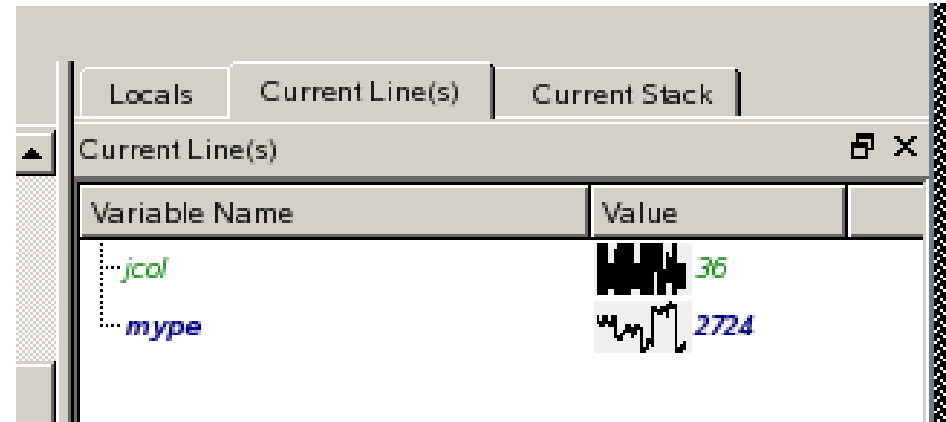 Locals Current Line(s) Current Stack
Current Line(s)
Variable Name Value
jcol 36
mype 2724